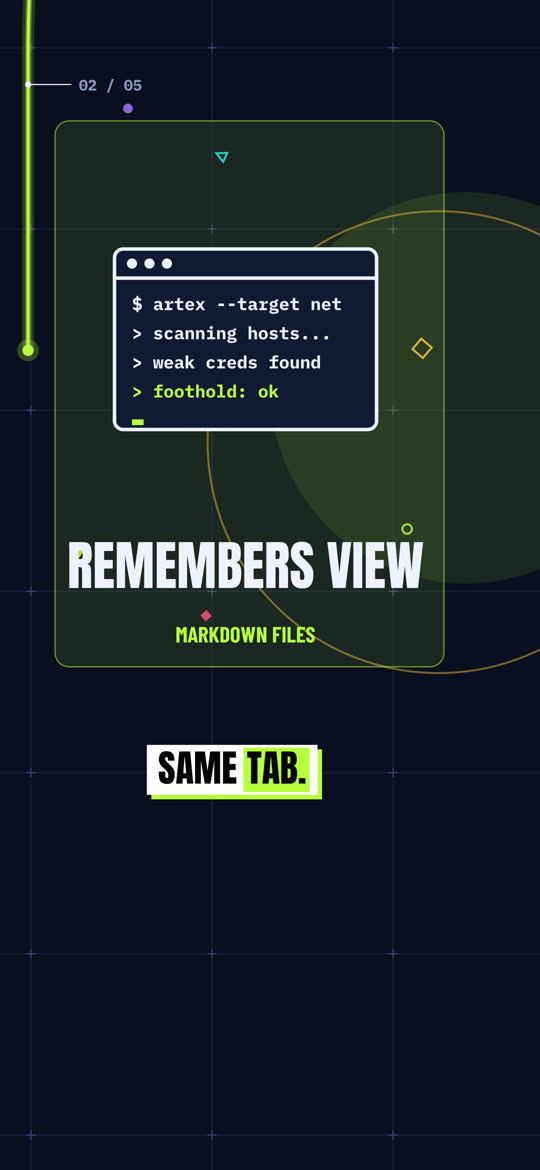 02 / 05
$ artex --target net
> scanning hosts...
> weak creds found
> foothold: ok
REMEMBERS VIEW
MARKDOWN FILES
SAME TAB.